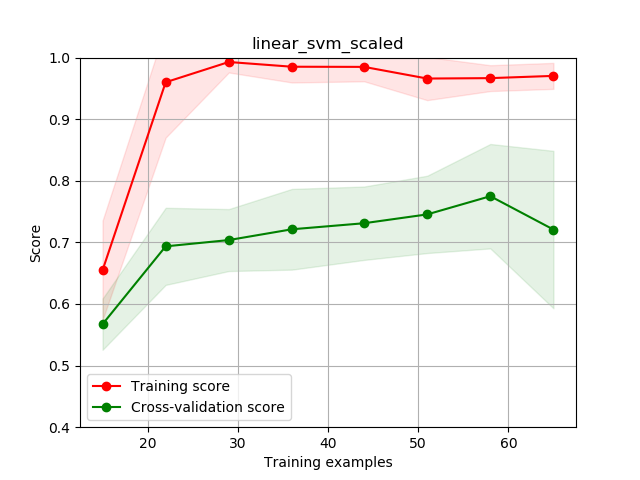 linear_svm_scaled
1.0
0.9
0.8
0.7
0.6
0.5
0.4
Score
Training score
Cross-validation score
20
30
40
50
60
Training examples